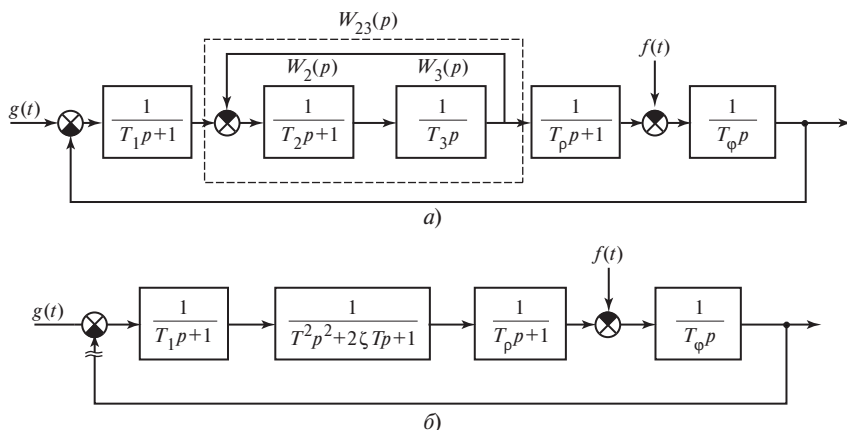 W₂₃(p)
f(t)
W₂(p) W₃(p)
g(t)
1 1 1 1 1
T₁p+1 T₂p+1 T₃p Tρp+1 Tφp
а)
f(t)
g(t)
1 1 1 1
T₁p+1 T²p²+2ζTp+1 Tρp+1 Tφp
б)